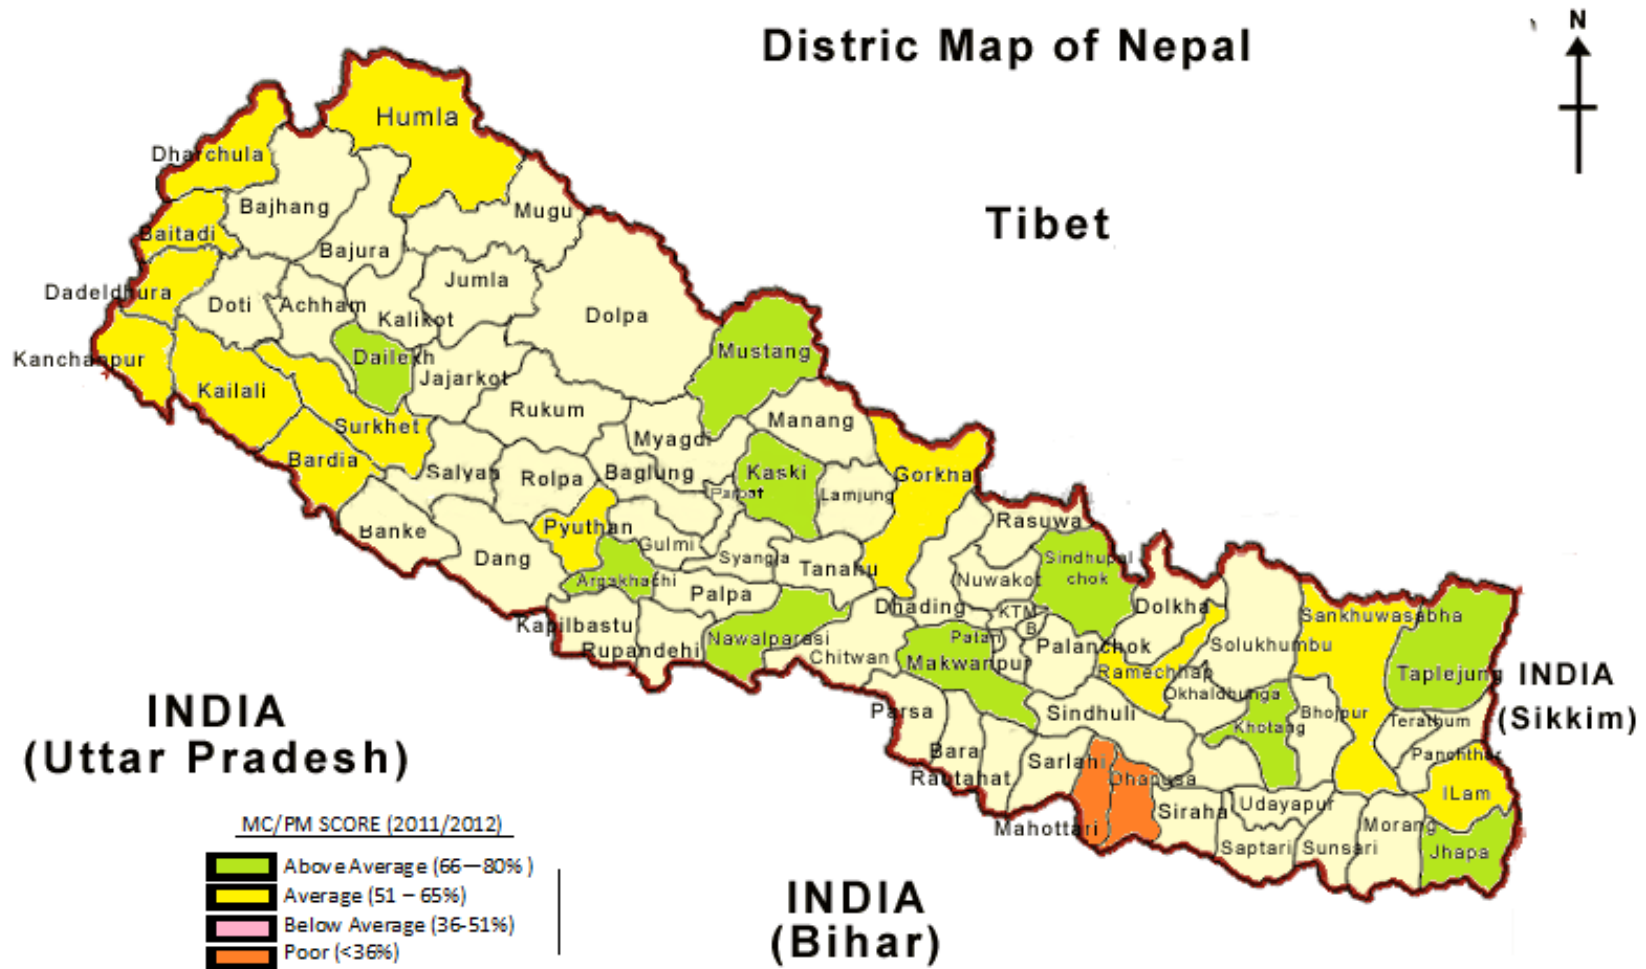 Distric Map of Nepal
N
Humla
Dharchula
Tibet
Bajhang
Mugu
Baitadi
Bajura
Jumla
Dadeldhura
Doti
Achham
Kalikot
Dolpa
Kanchanpur
Dailekh
Mustang
Jajarkot
Kailali
Rukum
Manang
Surkhet
Myagdi
Bardia
Salyan
Rolpa
Baglung
Kaski
Gorkha
Parbat
Lamjung
Banke
Pyuthan
Rasuwa
Gulmi
Syangja
Dang
Tanahu
Sindhupal
chok
Argakhachi
Nuwakot
Palpa
Dhading
KTM
Dolkha
Sankhuwasabha
Kapilbastu
B
Nawalparasi
Patan
Rupandehi
Chitwan
Makwanpur
Palanchok
Solukhumbu
Ramechhap
Taplejung
INDIA
(Sikkim)
Okhaldhunga
Parsa
Sindhuli
Khotang
Bhojpur
Terathum
INDIA
(Uttar Pradesh)
Bara
Sarlahi
Panchthar
Rautahat
Dhanusa
ILam
Siraha
Udayapur
Mahottari
Morang
Saptari
Sunsari
Jhapa
MC/PM SCORE (2011/2012)
Above Average (66—80% )
Average (51 – 65%)
Below Average (36-51%)
Poor (<36%)
INDIA
(Bihar)